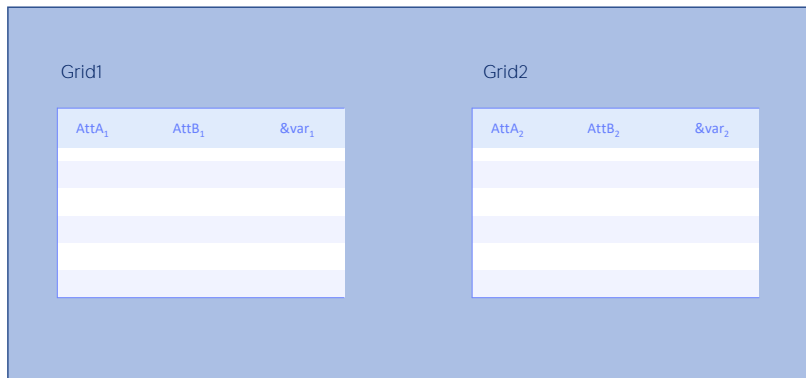 Grid1 Grid2
AttA₁ AttB₁ &var₁ AttA₂ AttB₂ &var₂